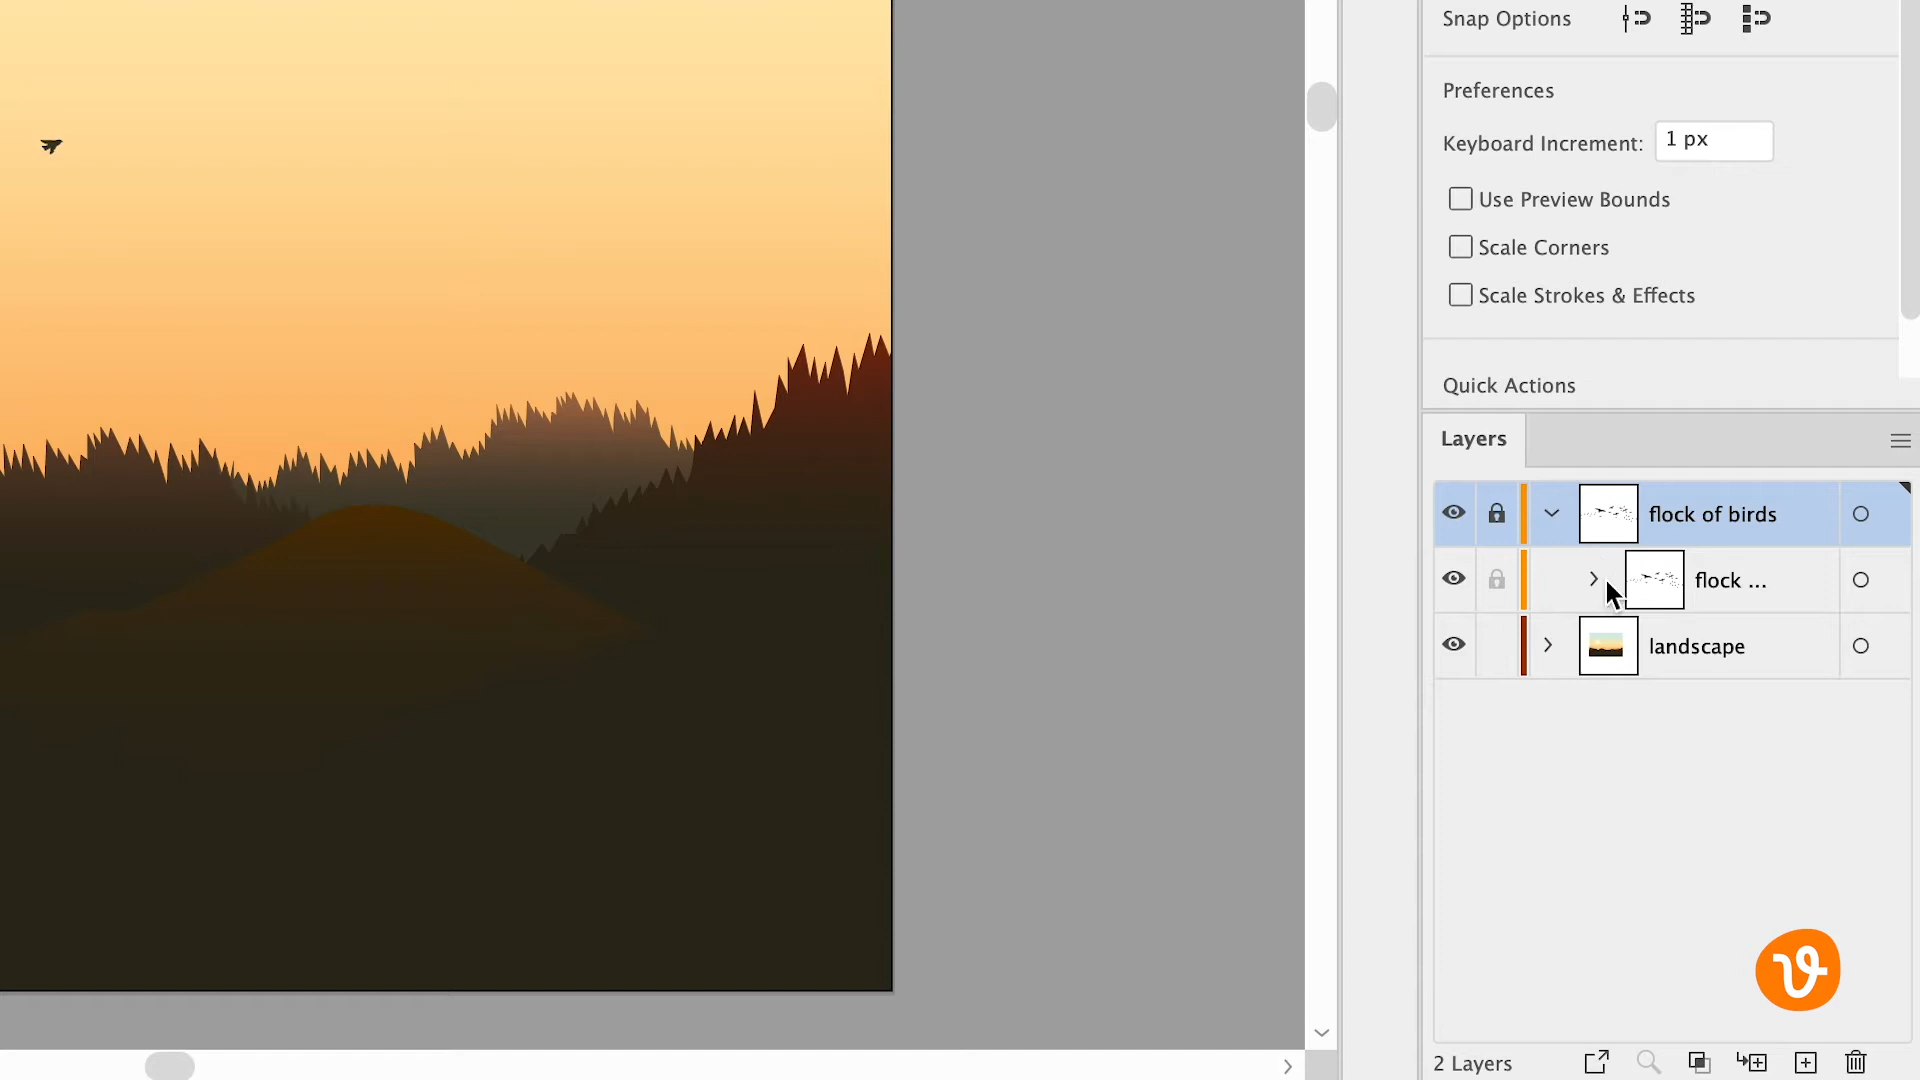 Snap Options
Preferences
Keyboard Increment: 1 px
Use Preview Bounds
Scale Corners
Scale Strokes & Effects
Quick Actions
Layers
flock of birds
flock ...
landscape
2 Layers